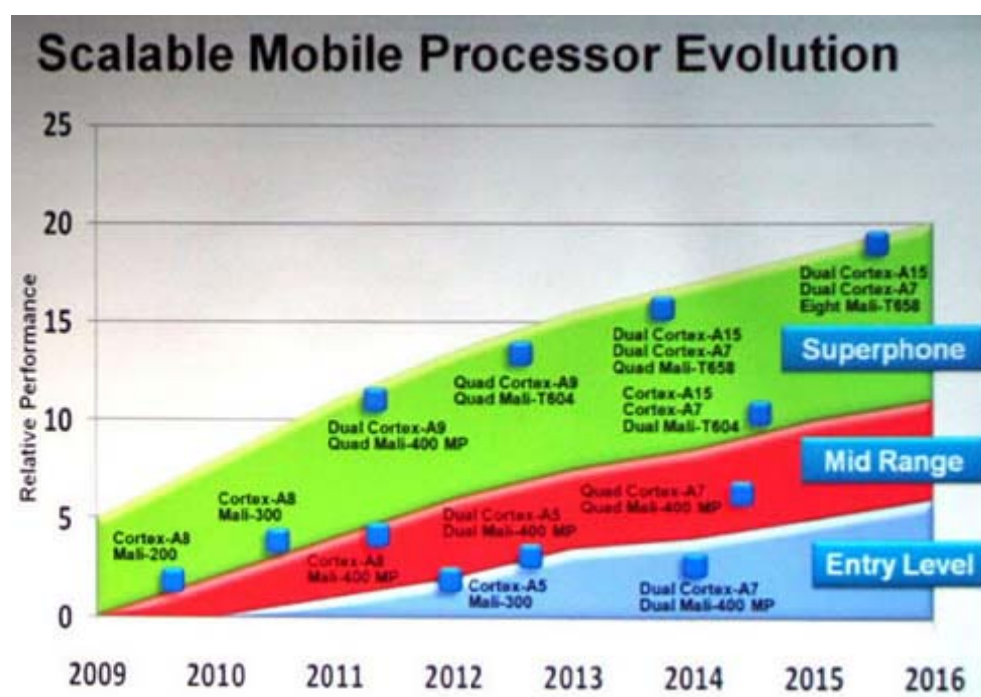 Scalable Mobile Processor Evolution
25
20
15
10
5
0
Relative Performance
Dual Cortex-A15
Dual Cortex-A7
Eight Mali-T658
Superphone
Dual Cortex-A15
Dual Cortex-A7
Quad Mali-T658
Quad Cortex-A9
Quad Mali-T604
Cortex-A15
Cortex-A7
Dual Mali-T604
Dual Cortex-A9
Quad Mali-400 MP
Mid Range
Cortex-A8
Mali-300
Quad Cortex-A7
Quad Mali-400 MP
Dual Cortex-A5
Dual Mali-400 MP
Cortex-A8
Mali-200
Cortex-A8
Mali-400 MP
Entry Level
Cortex-A5
Mali-300
Dual Cortex-A7
Dual Mali-400 MP
2009 2010 2011 2012 2013 2014 2015 2016